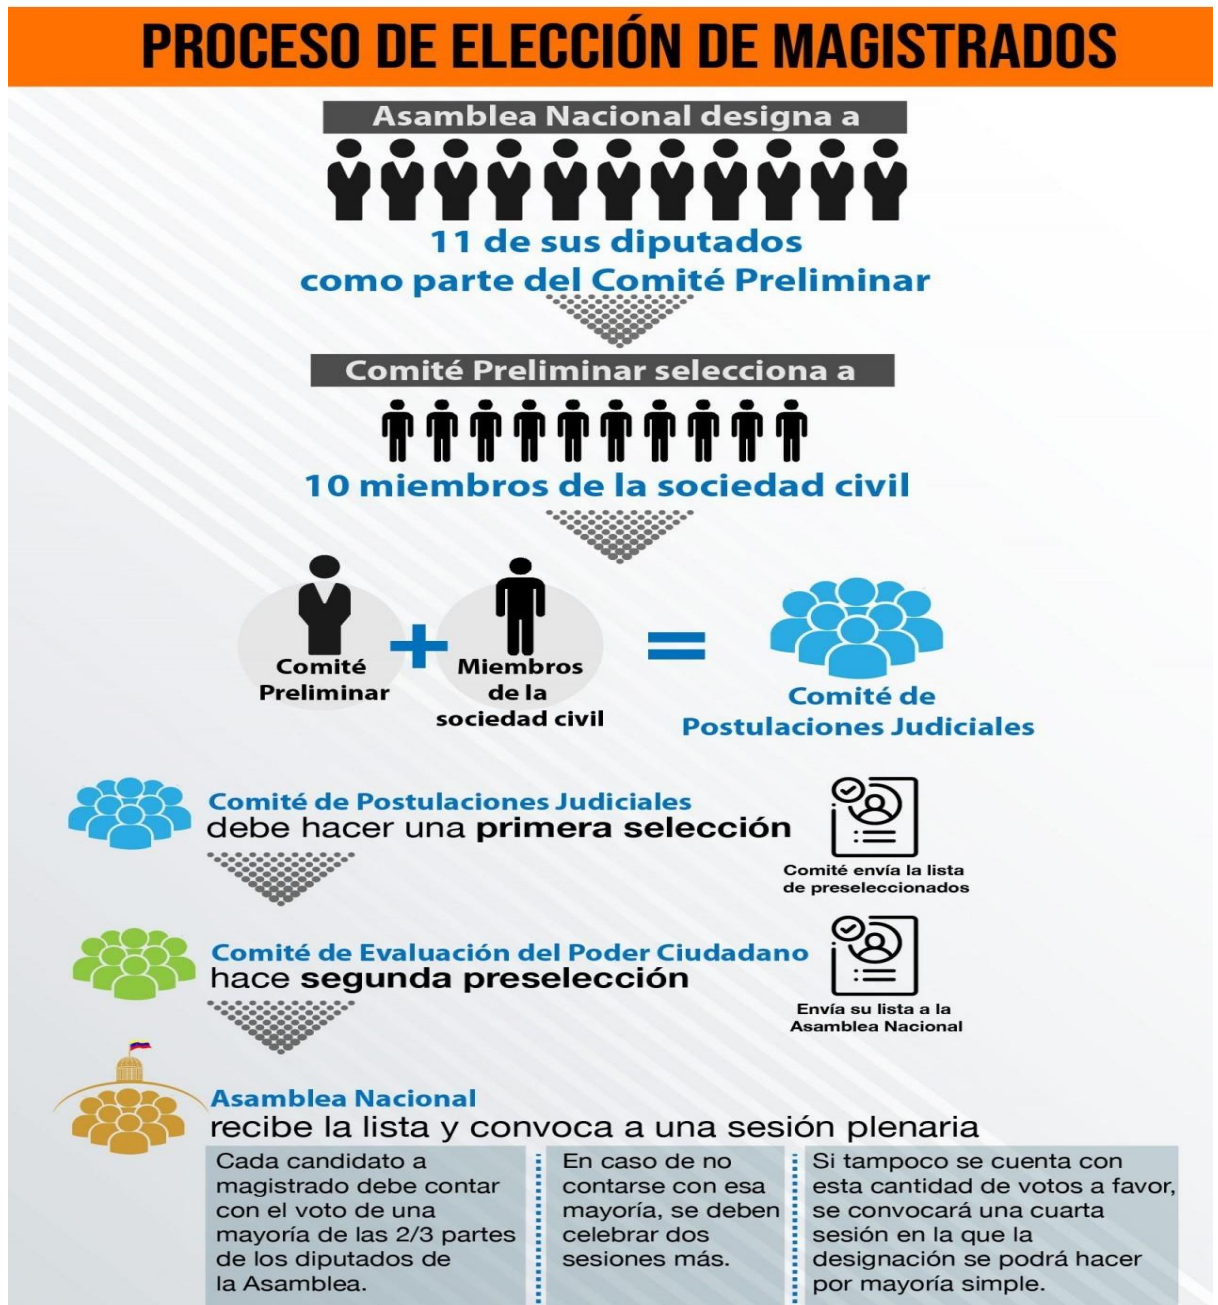 PROCESO DE ELECCIÓN DE MAGISTRADOS
Asamblea Nacional designa a
11 de sus diputados
como parte del Comité Preliminar
Comité Preliminar selecciona a
10 miembros de la sociedad civil
Comité
Preliminar
+
Miembros
de la
sociedad civil
=
Comité de
Postulaciones Judiciales
Comité de Postulaciones Judiciales
debe hacer una primera selección
Comité envía la lista
de preseleccionados
Comité de Evaluación del Poder Ciudadano
hace segunda preselección
Envía su lista a la
Asamblea Nacional
Asamblea Nacional
recibe la lista y convoca a una sesión plenaria
Cada candidato a
magistrado debe contar
con el voto de una
mayoría de las 2/3 partes
de los diputados de
la Asamblea.
En caso de no
contarse con esa
mayoría, se deben
celebrar dos
sesiones más.
Si tampoco se cuenta con
esta cantidad de votos a favor,
se convocará una cuarta
sesión en la que la
designación se podrá hacer
por mayoría simple.